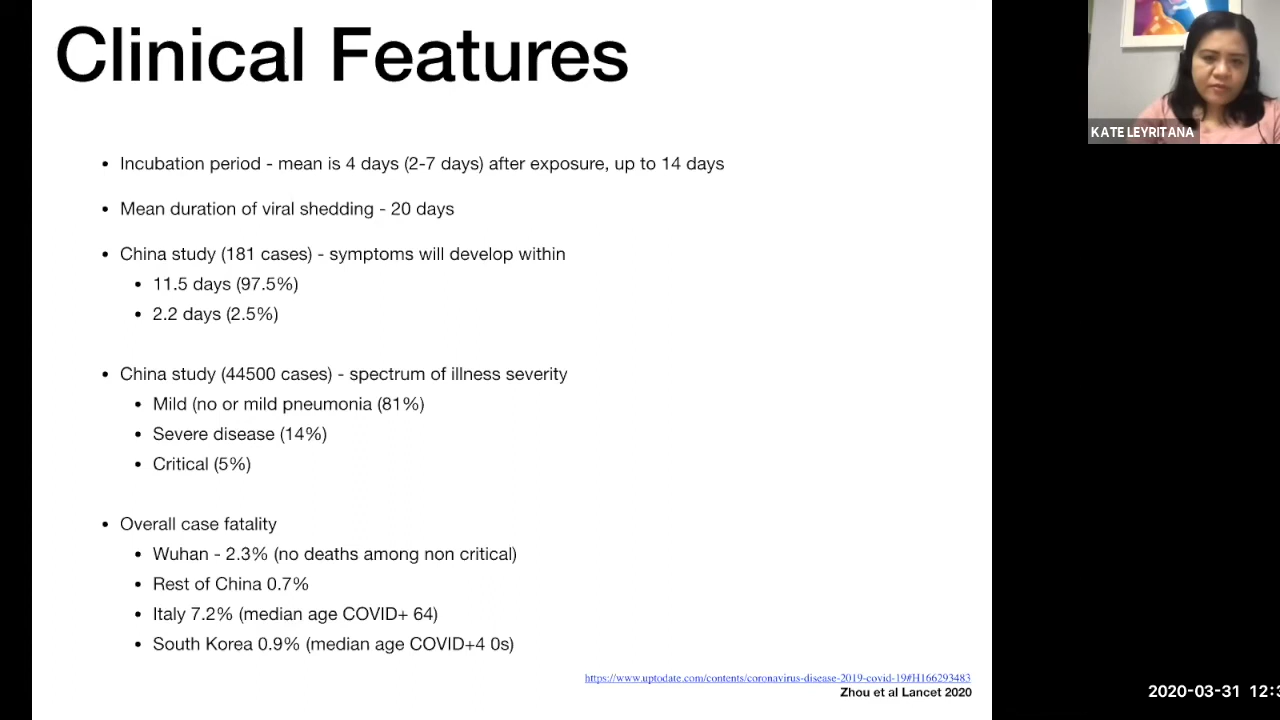 Clinical Features
KATE LEYRITANA
• Incubation period - mean is 4 days (2-7 days) after exposure, up to 14 days
• Mean duration of viral shedding - 20 days
• China study (181 cases) - symptoms will develop within
• 11.5 days (97.5%)
• 2.2 days (2.5%)
• China study (44500 cases) - spectrum of illness severity
• Mild (no or mild pneumonia (81%)
• Severe disease (14%)
• Critical (5%)
• Overall case fatality
• Wuhan - 2.3% (no deaths among non critical)
• Rest of China 0.7%
• Italy 7.2% (median age COVID+ 64)
• South Korea 0.9% (median age COVID+4 0s)
https://www.uptodate.com/contents/coronavirus-disease-2019-covid-19#H166293483
Zhou et al Lancet 2020
2020-03-31 12:3